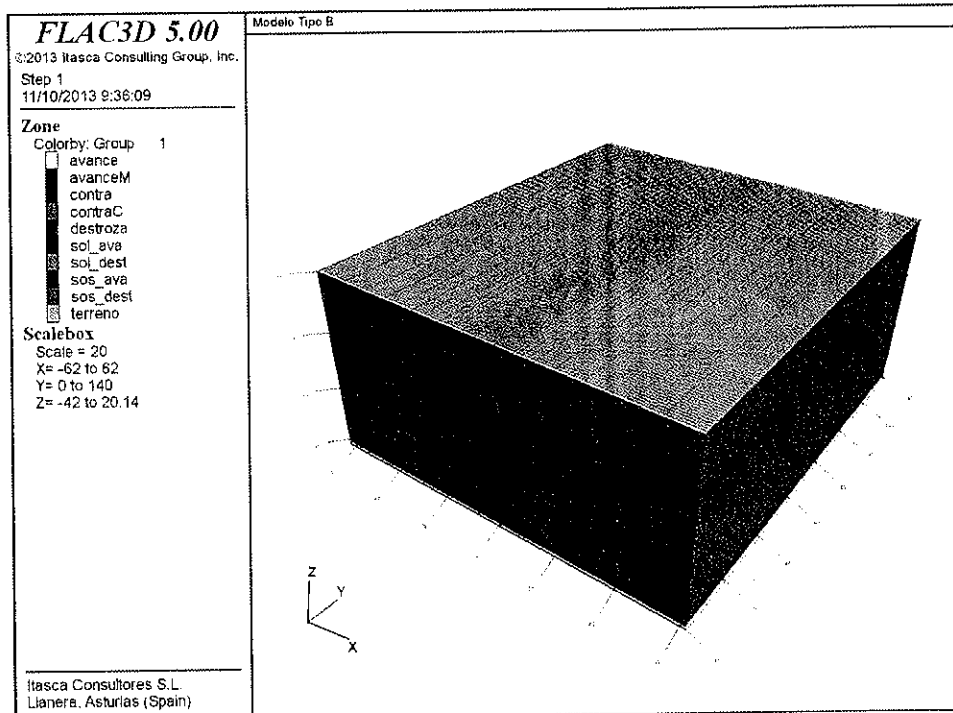 FLAC3D 5.00
©2013 Itasca Consulting Group, Inc.
Step 1
11/10/2013 9:36:09
Zone
Colorby: Group 1
avance
avanceM
contra
contraC
destroza
sol_ava
sol_dest
sos_ava
sos_dest
terreno
Scalebox
Scale = 20
X= -62 to 62
Y= 0 to 140
Z= -42 to 20.14
Itasca Consultores S.L.
Llanera, Asturias (Spain)
Modelo Tipo B
Z
Y
X